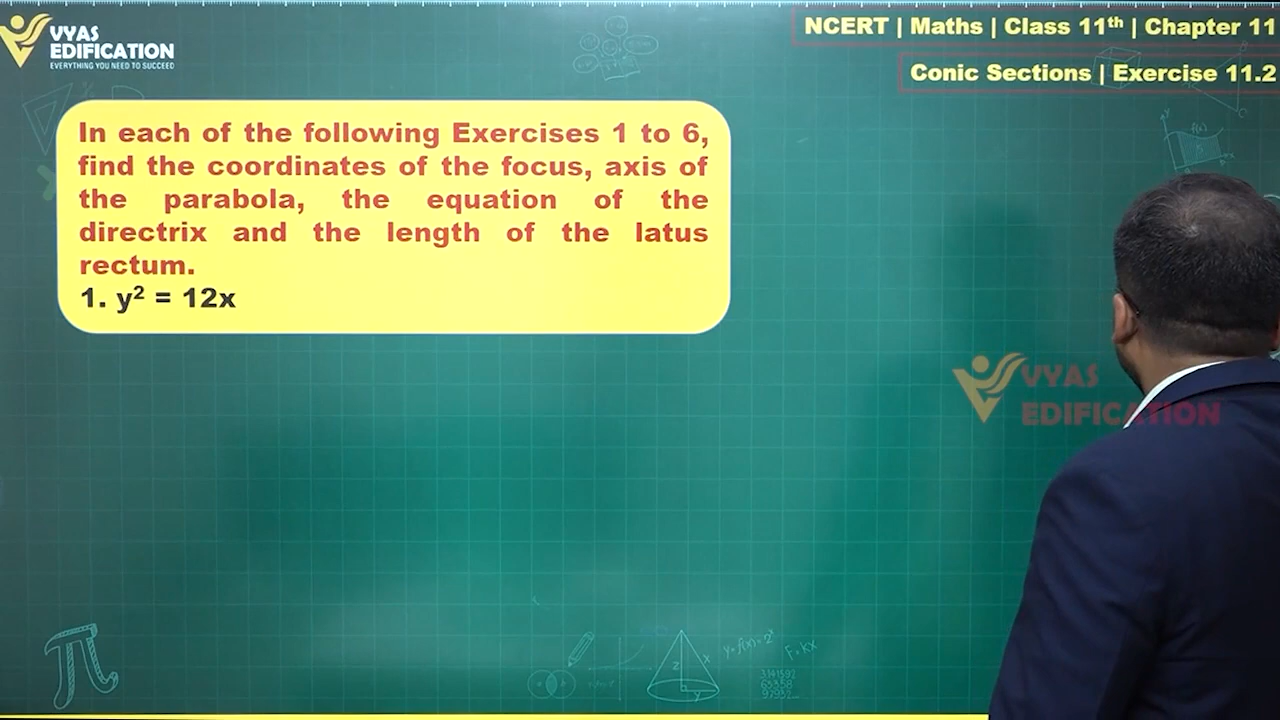 VYAS
EDIFICATION
EVERYTHING YOU NEED TO SUCCEED
NCERT | Maths | Class 11th | Chapter 11
Conic Sections | Exercise 11.2
In each of the following Exercises 1 to 6,
find the coordinates of the focus, axis of
the parabola, the equation of the
directrix and the length of the latus
rectum.
1. y² = 12x
VYAS
EDIFICATION